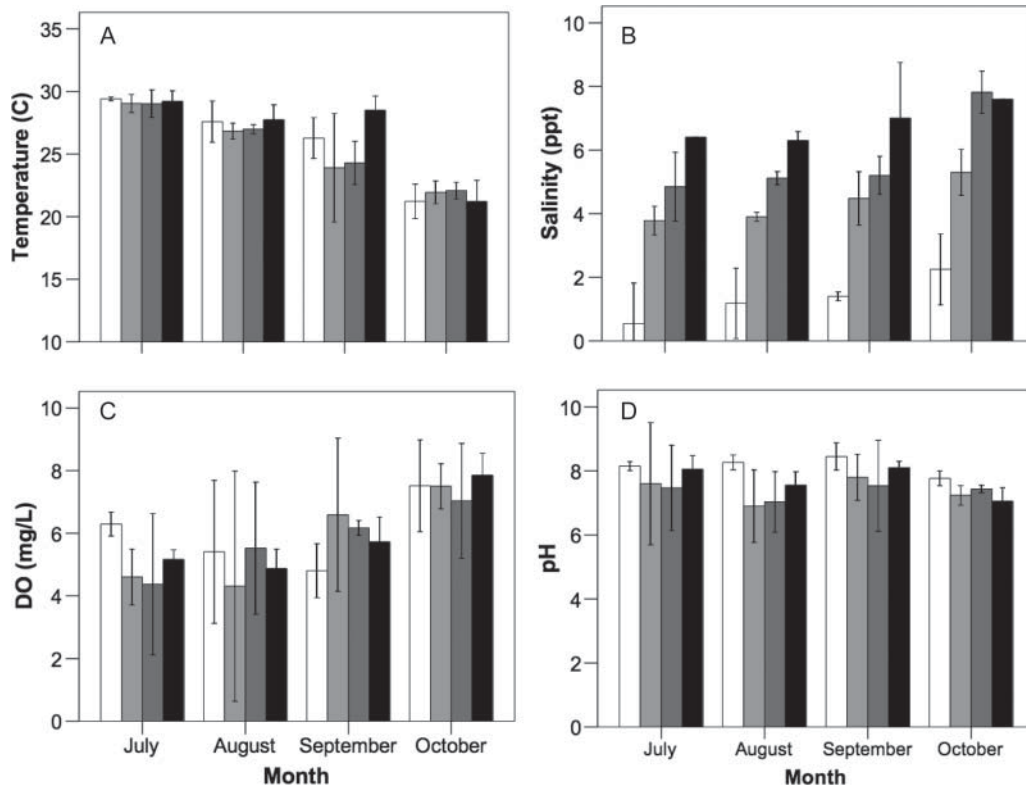 A
Temperature (C)
35
30
25
20
15
10
B
Salinity (ppt)
10
8
6
4
2
0
C
DO (mg/L)
10
8
6
4
2
0
July August September October
Month
D
pH
10
8
6
4
2
0
July August September October
Month